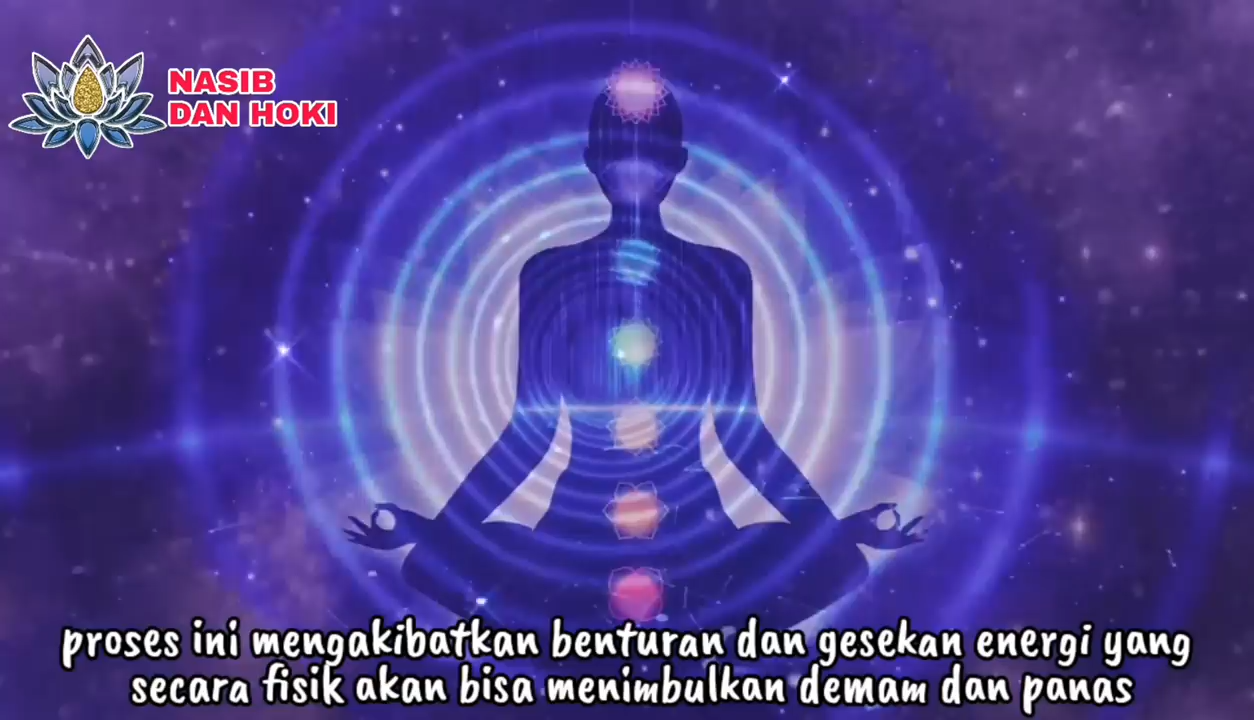 NASIB
DAN HOKI
proses ini mengakibatkan benturan dan gesekan energi yang
secara fisik akan bisa menimbulkan demam dan panas